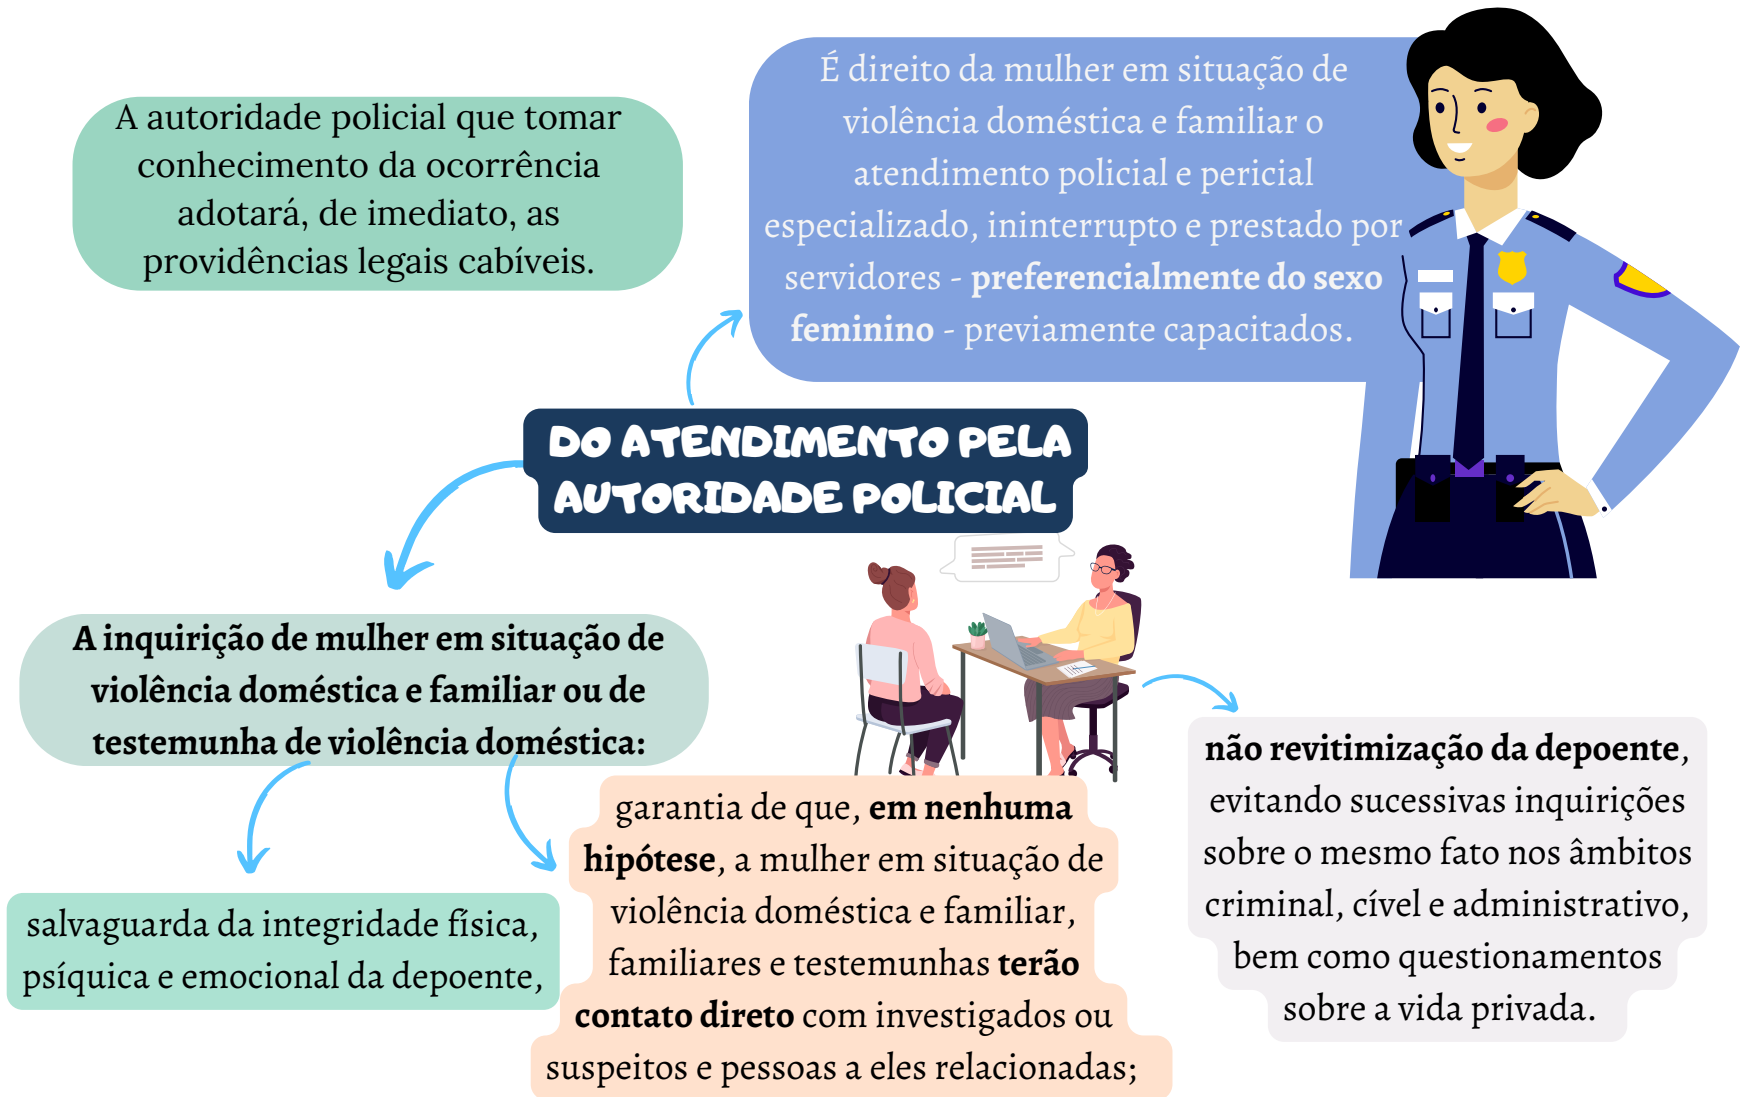 A autoridade policial que tomar
conhecimento da ocorrência
adotará, de imediato, as
providências legais cabíveis.
É direito da mulher em situação de
violência doméstica e familiar o
atendimento policial e pericial
especializado, ininterrupto e prestado por
servidores - preferencialmente do sexo
feminino - previamente capacitados.
DO ATENDIMENTO PELA
AUTORIDADE POLICIAL
A inquirição de mulher em situação de
violência doméstica e familiar ou de
testemunha de violência doméstica:
salvaguarda da integridade física,
psíquica e emocional da depoente,
garantia de que, em nenhuma
hipótese, a mulher em situação de
violência doméstica e familiar,
familiares e testemunhas terão
contato direto com investigados ou
suspeitos e pessoas a eles relacionadas;
não revitimização da depoente,
evitando sucessivas inquirições
sobre o mesmo fato nos âmbitos
criminal, cível e administrativo,
bem como questionamentos
sobre a vida privada.